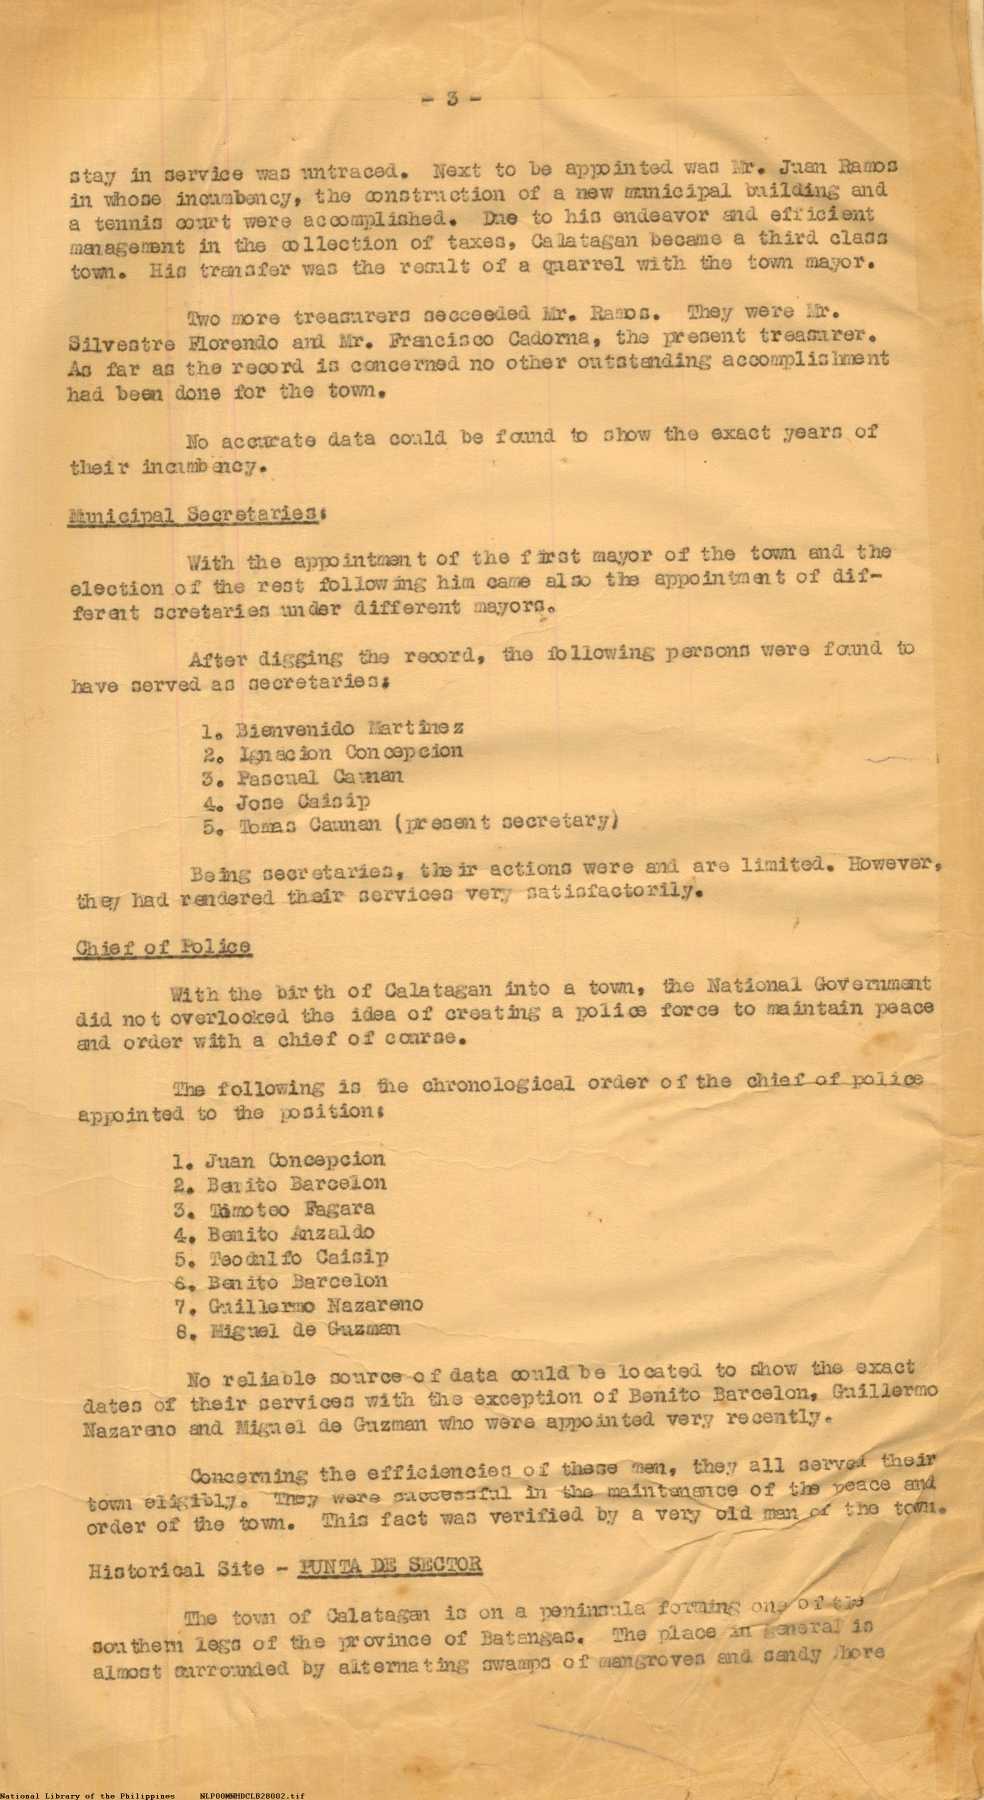 - 3 -
stay in service was untraced. Next to be appointed was Mr. Juan Ramos
in whose incumbency, the construction of a new municipal building and
a tennis court were accomplished. Due to his endeavor and efficient
management in the collection of taxes, Calatagan became a third class
town. His transfer was the result of a quarrel with the town mayor.
Two more treasurers secceeded Mr. Ramos. They were Mr.
Silvestre Florendo and Mr. Francisco Cadorna, the present treasurer.
As far as the record is concerned no other outstanding accomplishment
had been done for the town.
No accurate data could be found to show the exact years of
their incumbency.
Municipal Secretaries:
With the appointment of the first mayor of the town and the
election of the rest following him came also the appointment of dif-
ferent scretaries under different mayors.
After digging the record, the following persons were found to
have served as secretaries:
1. Bienvenido Martinez
2. Ignacion Concepcion
3. Pascual Caunan
4. Jose Caisip
5. Tomas Caunan (present secretary)
Being secretaries, their actions were and are limited. However,
they had rendered their services very satisfactorily.
Chief of Police
With the birth of Calatagan into a town, the National Government
did not overlooked the idea of creating a police force to maintain peace
and order with a chief of course.
The following is the chronological order of the chief of police
appointed to the position:
1. Juan Concepcion
2. Benito Barcelon
3. Timoteo Fagara
4. Benito Anzaldo
5. Teodulfo Caisip
6. Benito Barcelon
7. Guillermo Nazareno
8. Miguel de Guzman
No reliable source of data could be located to show the exact
dates of their services with the exception of Benito Barcelon, Guillermo
Nazareno and Miguel de Guzman who were appointed very recently.
Concerning the efficiencies of these men, they all served their
town eligibly. They were successful in the maintenance of the peace and
order of the town. This fact was verified by a very old man of the town.
Historical Site - PUNTA DE SECTOR
The town of Calatagan is on a peninsula forming one of the
southern legs of the province of Batangas. The place in general is
almost surrounded by alternating swamps of mangroves and sandy shore
National Library of the Philippines NLP00M0RHDCLB28002.tif